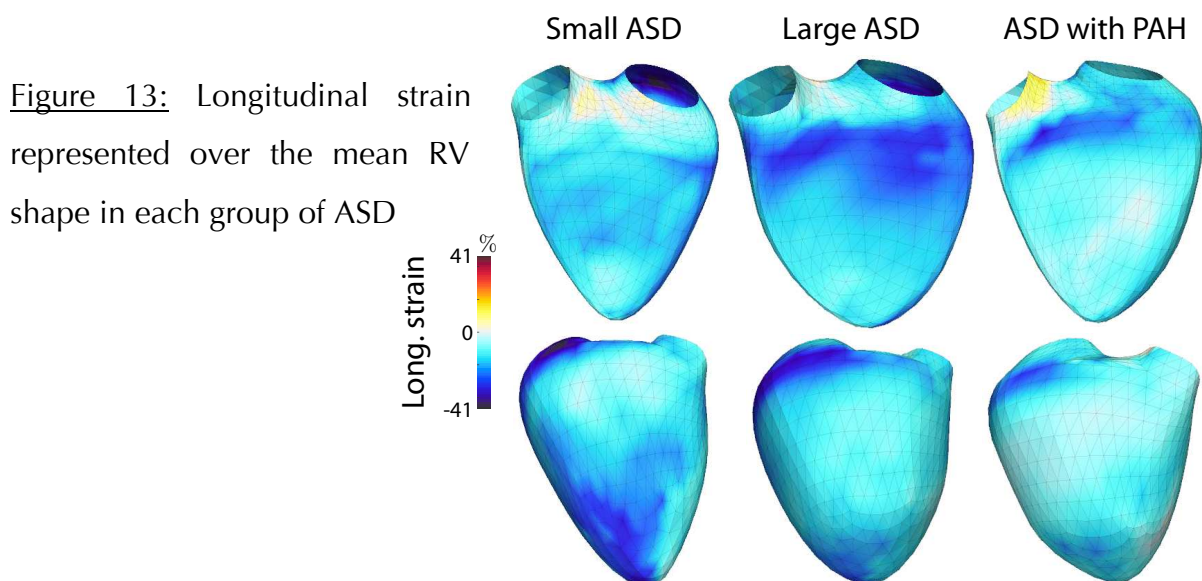 Small ASD
Large ASD
ASD with PAH
Figure 13: Longitudinal strain
represented over the mean RV
shape in each group of ASD
Long. strain
41 %
0
-41